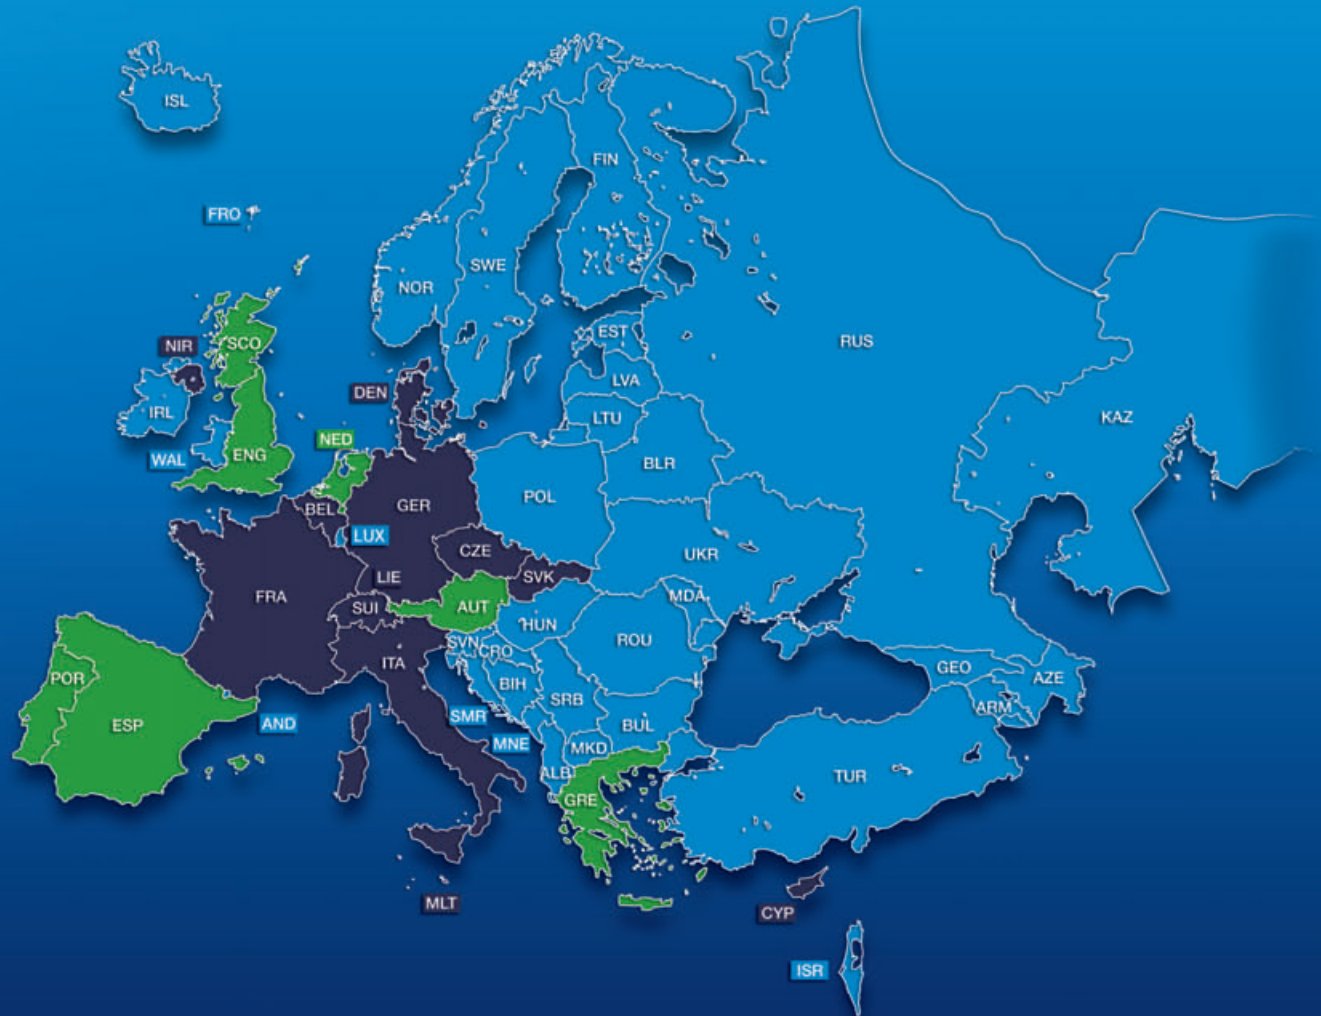 ISL
FIN
FRO
SWE
NOR
EST
RUS
NIR
SCO
LVA
DEN
IRL
LTU
KAZ
NED
WAL
ENG
BLR
POL
GER
BEL
LUX
CZE
UKR
LIE
SVK
FRA
SUI
AUT
MDA
HUN
ROU
SVN
CRO
ITA
GEO
POR
BIH
AZE
SRB
ARM
SMR
ESP
AND
BUL
MNE
MKD
ALB
TUR
GRE
MLT
CYP
ISR